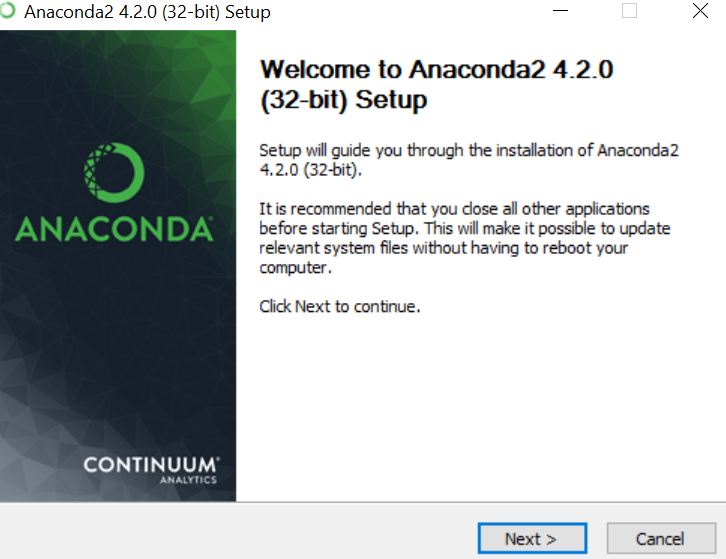 Anaconda2 4.2.0 (32-bit) Setup
Welcome to Anaconda2 4.2.0
(32-bit) Setup
Setup will guide you through the installation of Anaconda2
4.2.0 (32-bit).
It is recommended that you close all other applications
before starting Setup. This will make it possible to update
relevant system files without having to reboot your
computer.
Click Next to continue.
ANACONDA
CONTINUUM®
ANALYTICS
Next >
Cancel